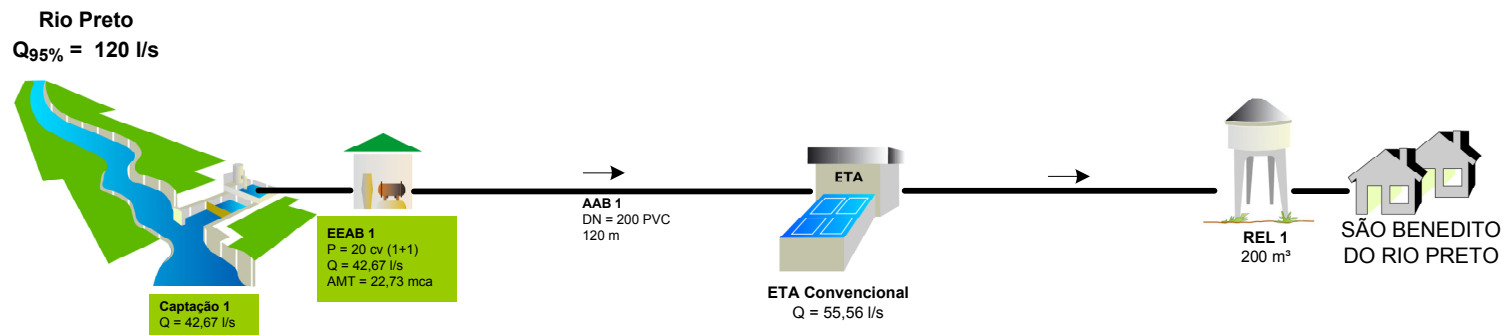 Rio Preto
Q95% = 120 l/s
EEAB 1
P = 20 cv (1+1)
Q = 42,67 l/s
AMT = 22,73 mca
Captação 1
Q = 42,67 l/s
AAB 1
DN = 200 PVC
120 m
ETA
ETA Convencional
Q = 55,56 l/s
REL 1
200 m³
SÃO BENEDITO
DO RIO PRETO